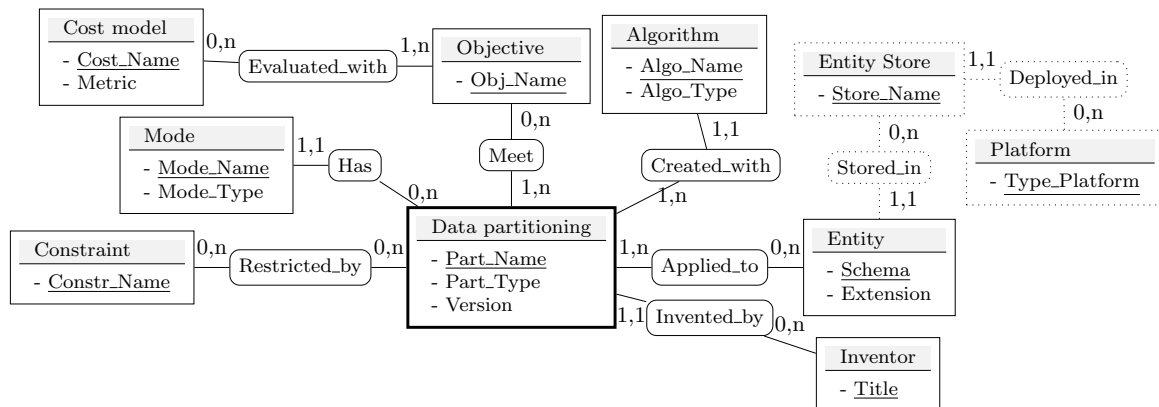 Cost model
- Cost_Name
- Metric
0,n
Evaluated_with
1,n
Objective
- Obj_Name
Algorithm
- Algo_Name
- Algo_Type
Entity Store
- Store_Name
1,1
Deployed_in
0,n
Platform
- Type_Platform
0,n
Stored_in
1,1
Mode
- Mode_Name
- Mode_Type
1,1
Has
0,n
0,n
Meet
1,n
1,1
Created_with
1,n
Constraint
- Constr_Name
0,n
Restricted_by
0,n
Data partitioning
- Part_Name
- Part_Type
- Version
1,n
Applied_to
0,n
Entity
- Schema
- Extension
1,1
Invented_by
0,n
Inventor
- Title